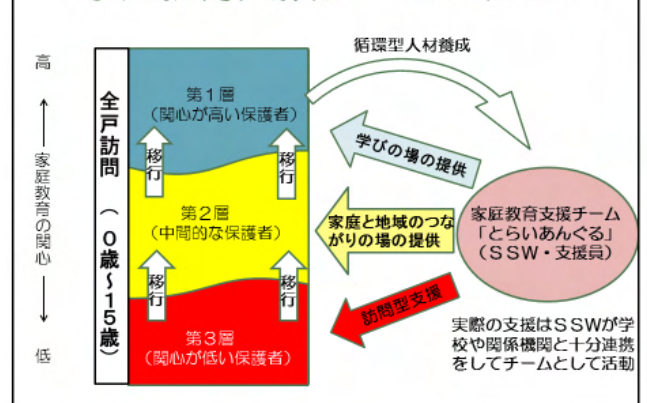 循環型人材養成
高
家庭教育の関心
低
全戸訪問（０歳～１５歳）
第１層
（関心が高い保護者）
移行
移行
第２層
（中間的な保護者）
移行
移行
第３層
（関心が低い保護者）
学びの場の提供
家庭と地域のつな
がりの場の提供
訪問型支援
家庭教育支援チーム
「とらいあんぐる」
（ＳＳＷ・支援員）
実際の支援はＳＳＷが学
校や関係機関と十分連携
をしてチームとして活動